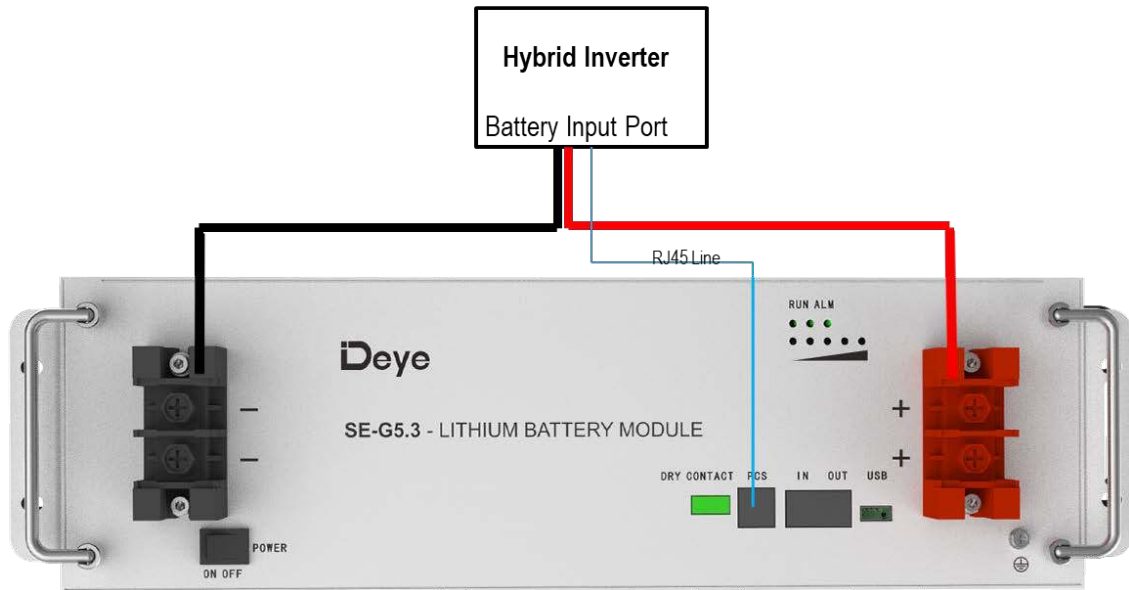 Hybrid Inverter
Battery Input Port
RJ45 Line
RUN ALM
Deye
SE-G5.3 - LITHIUM BATTERY MODULE
−
−
+
+
DRY CONTACT PCS IN OUT USB
POWER
ON OFF